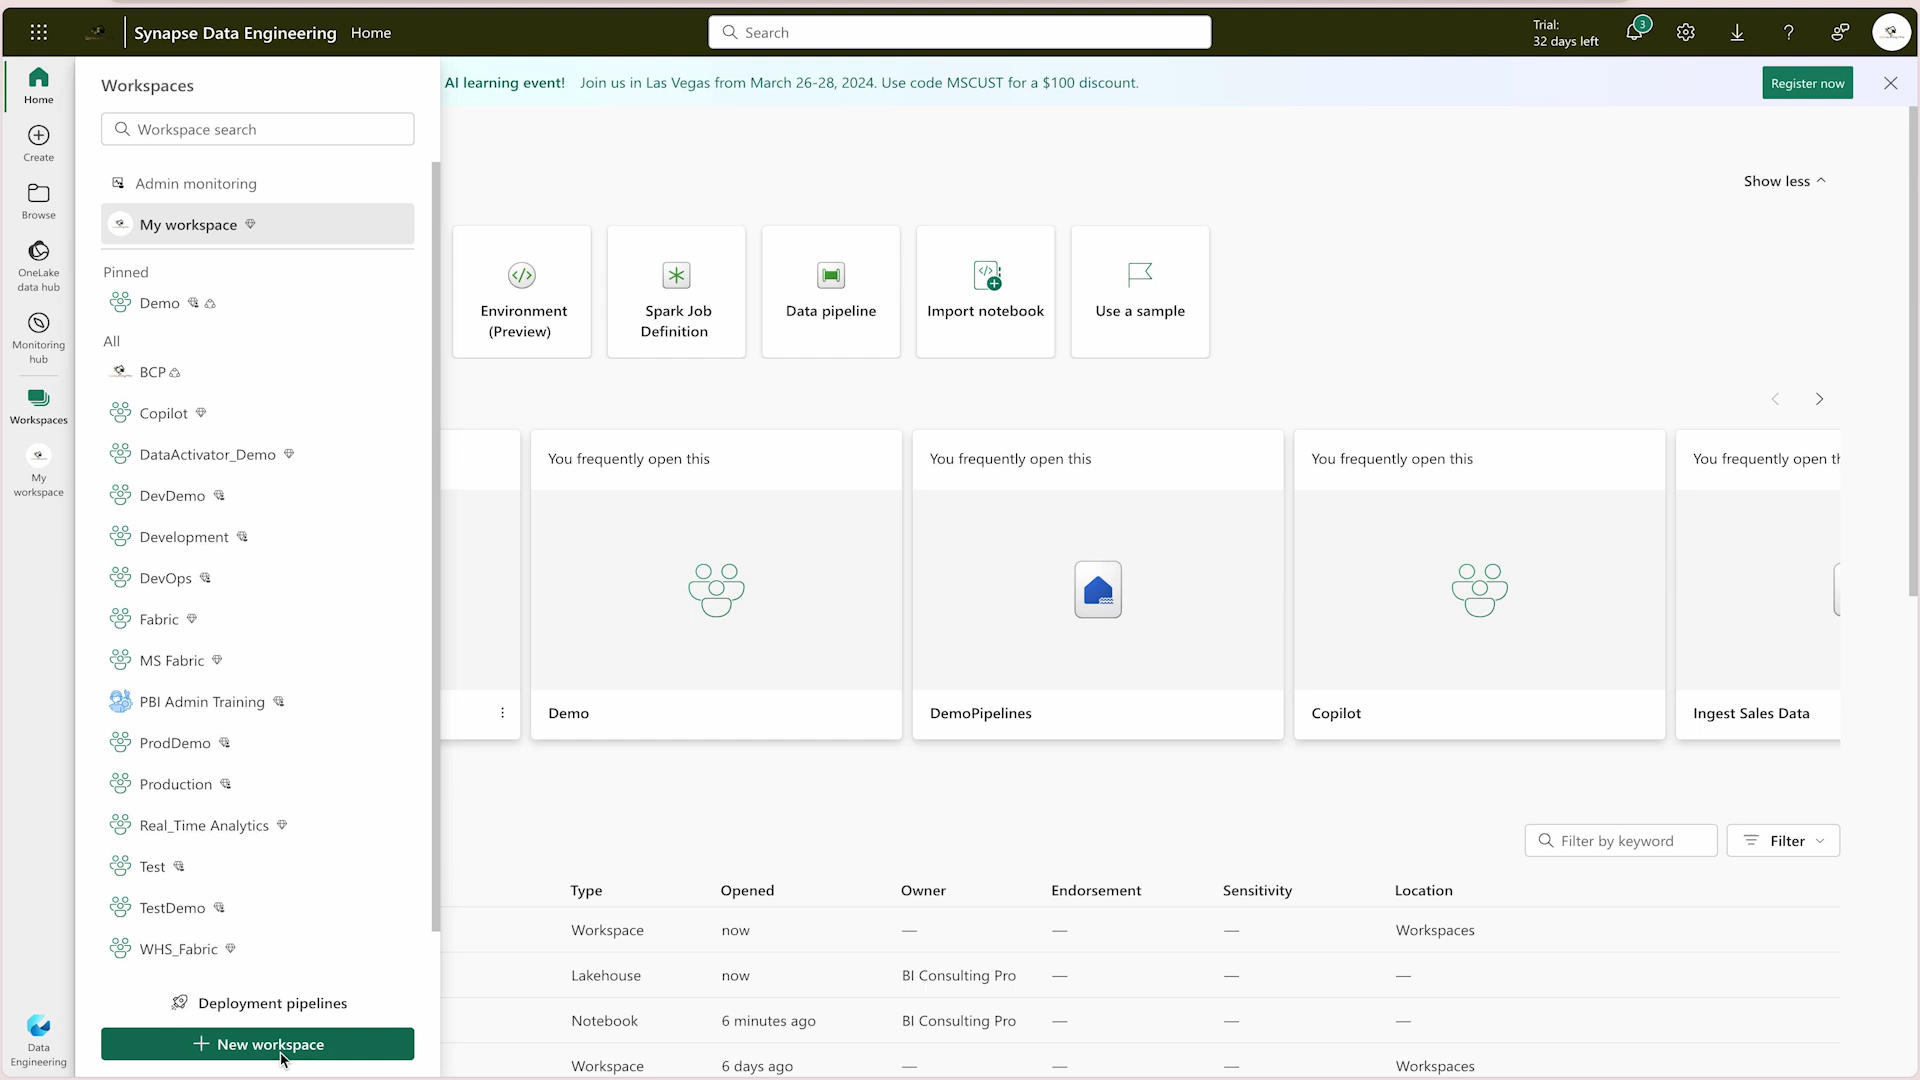 Synapse Data Engineering Home
Search
Trial:
32 days left
3
Home
Create
Browse
OneLake
data hub
Monitoring
hub
Workspaces
My
workspace
Data
Engineering
Workspaces
Workspace search
Admin monitoring
My workspace
Pinned
Demo
All
BCP
Copilot
DataActivator_Demo
DevDemo
Development
DevOps
Fabric
MS Fabric
PBI Admin Training
ProdDemo
Production
Real_Time Analytics
Test
TestDemo
WHS_Fabric
Deployment pipelines
New workspace
AI learning event! Join us in Las Vegas from March 26-28, 2024. Use code MSCUST for a $100 discount.
Register now
Show less
Environment
(Preview)
Spark Job
Definition
Data pipeline
Import notebook
Use a sample
You frequently open this
Demo
You frequently open this
DemoPipelines
You frequently open this
Copilot
You frequently open th
Ingest Sales Data
Filter by keyword
Filter
Type Opened Owner Endorsement Sensitivity Location
Workspace now — — — Workspaces
Lakehouse now BI Consulting Pro — — —
Notebook 6 minutes ago BI Consulting Pro — — —
Workspace 6 days ago — — — Workspaces